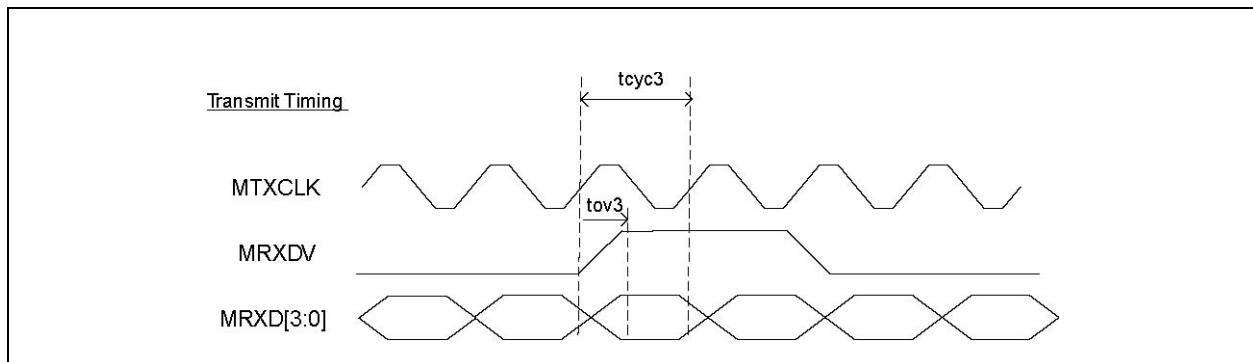 tcyc3
Transmit Timing
MTXCLK
tov3
MRXDV
MRXD[3:0]